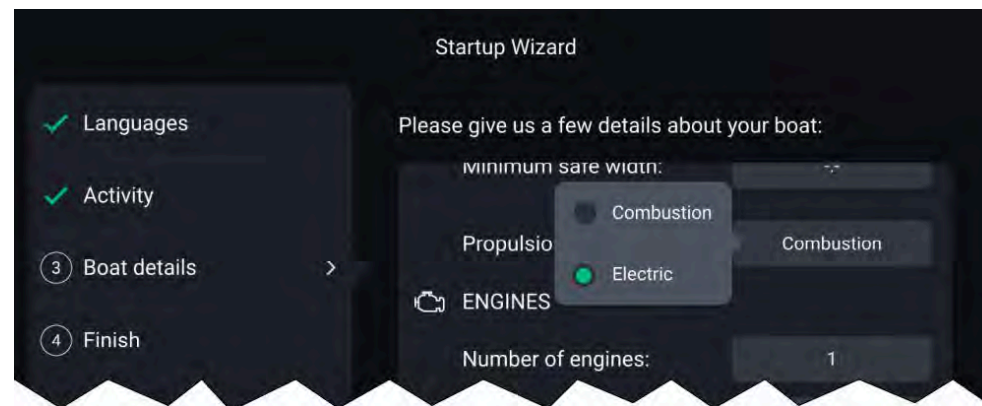 Startup Wizard
Languages
Activity
3 Boat details
4 Finish
Please give us a few details about your boat:
Minimum safe width: -.-
Combustion
Electric
Propulsio Combustion
ENGINES
Number of engines: 1